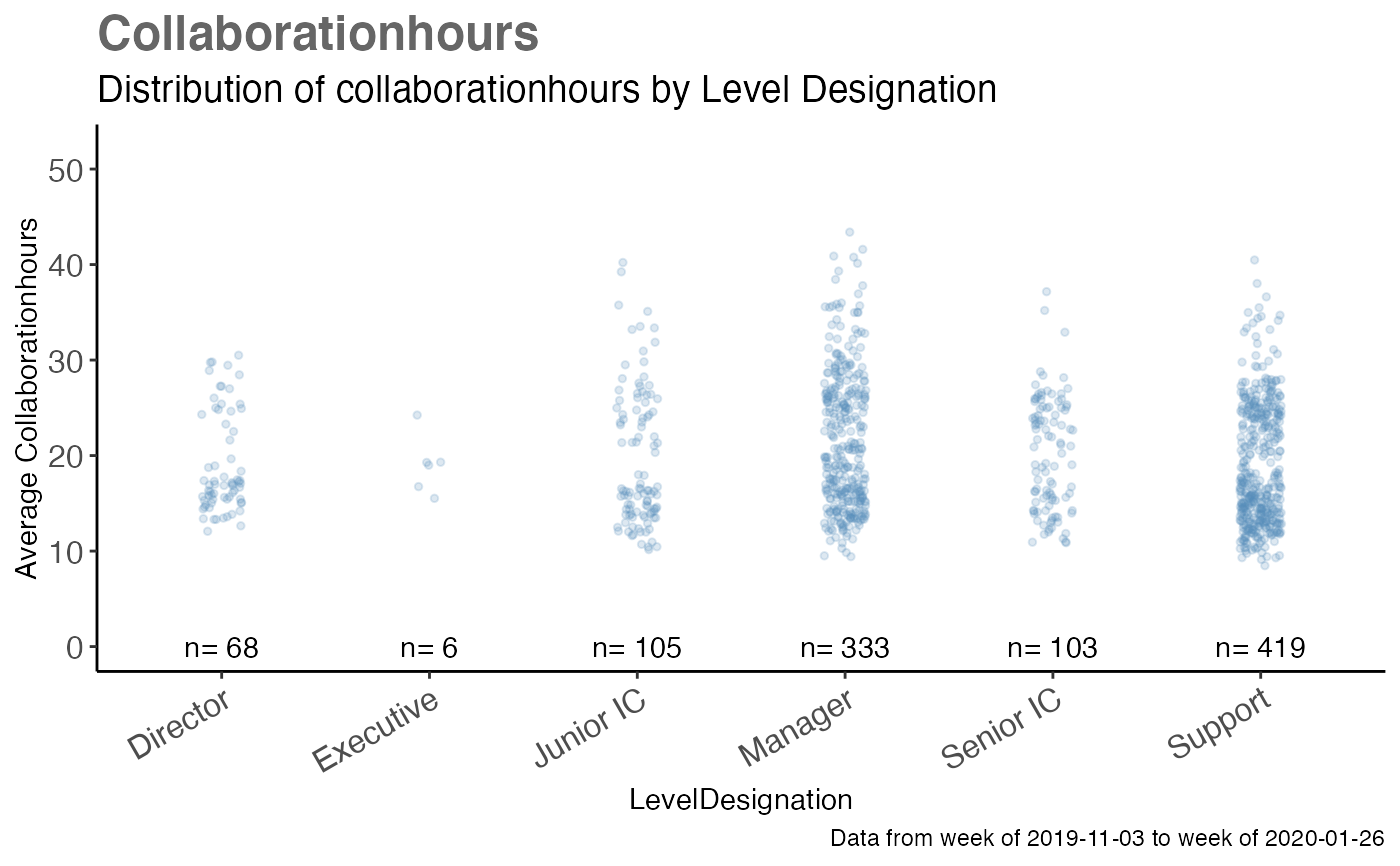 Collaborationhours
Distribution of collaborationhours by Level Designation
Average Collaborationhours
50
40
30
20
10
0
n= 68 n= 6 n= 105 n= 333 n= 103 n= 419
Director Executive Junior IC Manager Senior IC Support
LevelDesignation
Data from week of 2019-11-03 to week of 2020-01-26